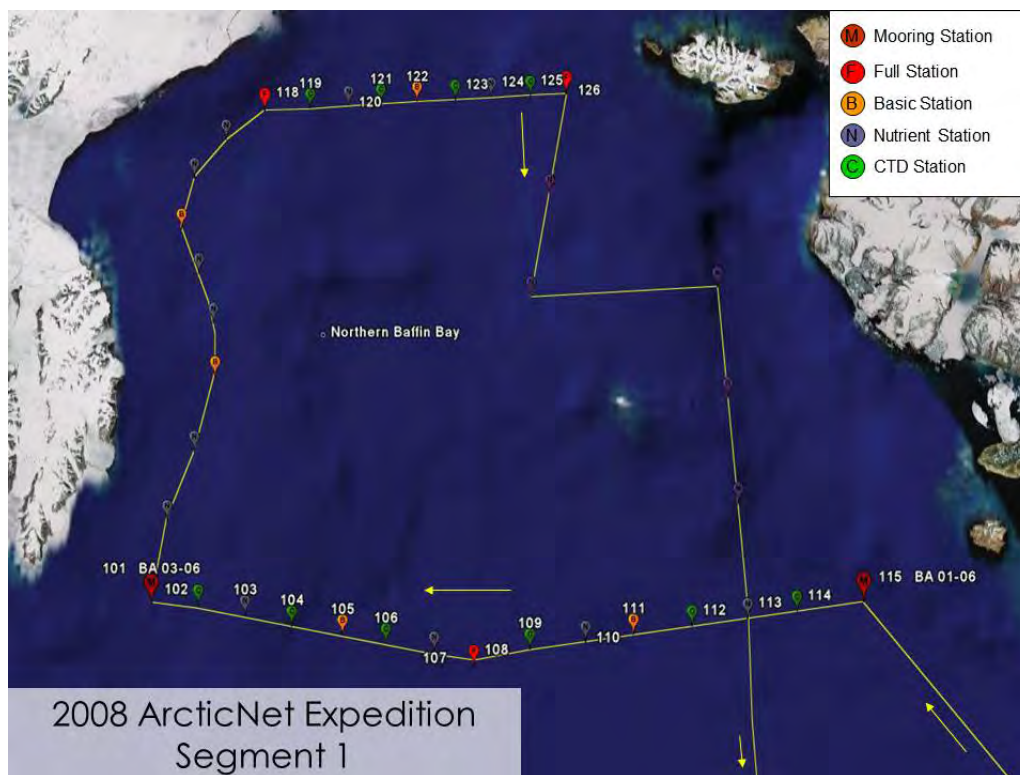 M Mooring Station
F Full Station
B Basic Station
N Nutrient Station
C CTD Station
118 119 120 121 122 123 124 125 126
Northern Baffin Bay
101 BA 03-06
115 BA 01-06
102 103 104 105 106 107 108 109 110 111 112 113 114
2008 ArcticNet Expedition
Segment 1